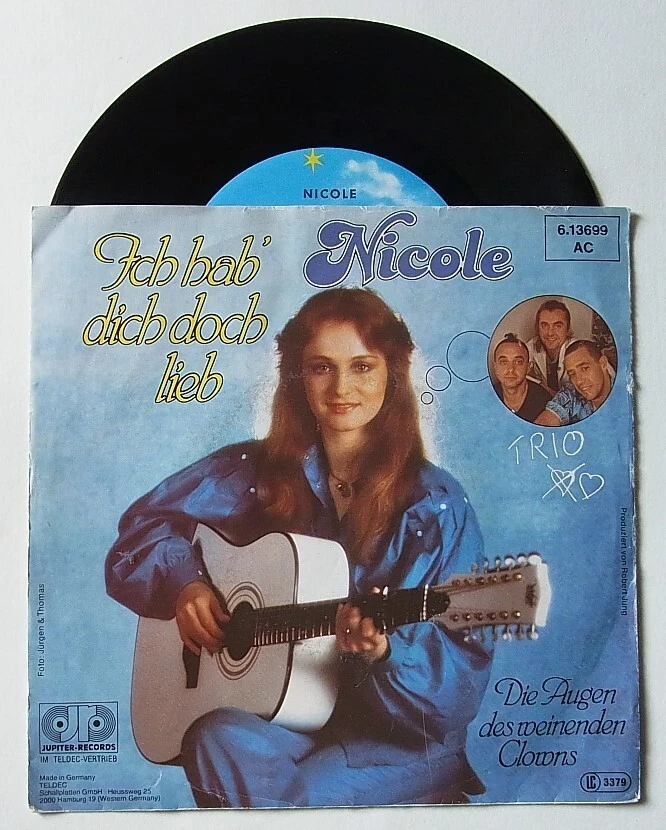 NICOLE
Ich hab'
dich doch
lieb
Nicole
6.13699
AC
TRIO
Produziert von Robert Jung
Foto: Jürgen & Thomas
Die Augen
des weinenden
Clowns
JUPITER-RECORDS
IM TELDEC-VERTRIEB
Made in Germany
TELDEC
Schallplatten GmbH · Heussweg 25
2000 Hamburg 19 (Western Germany)
LC 3379